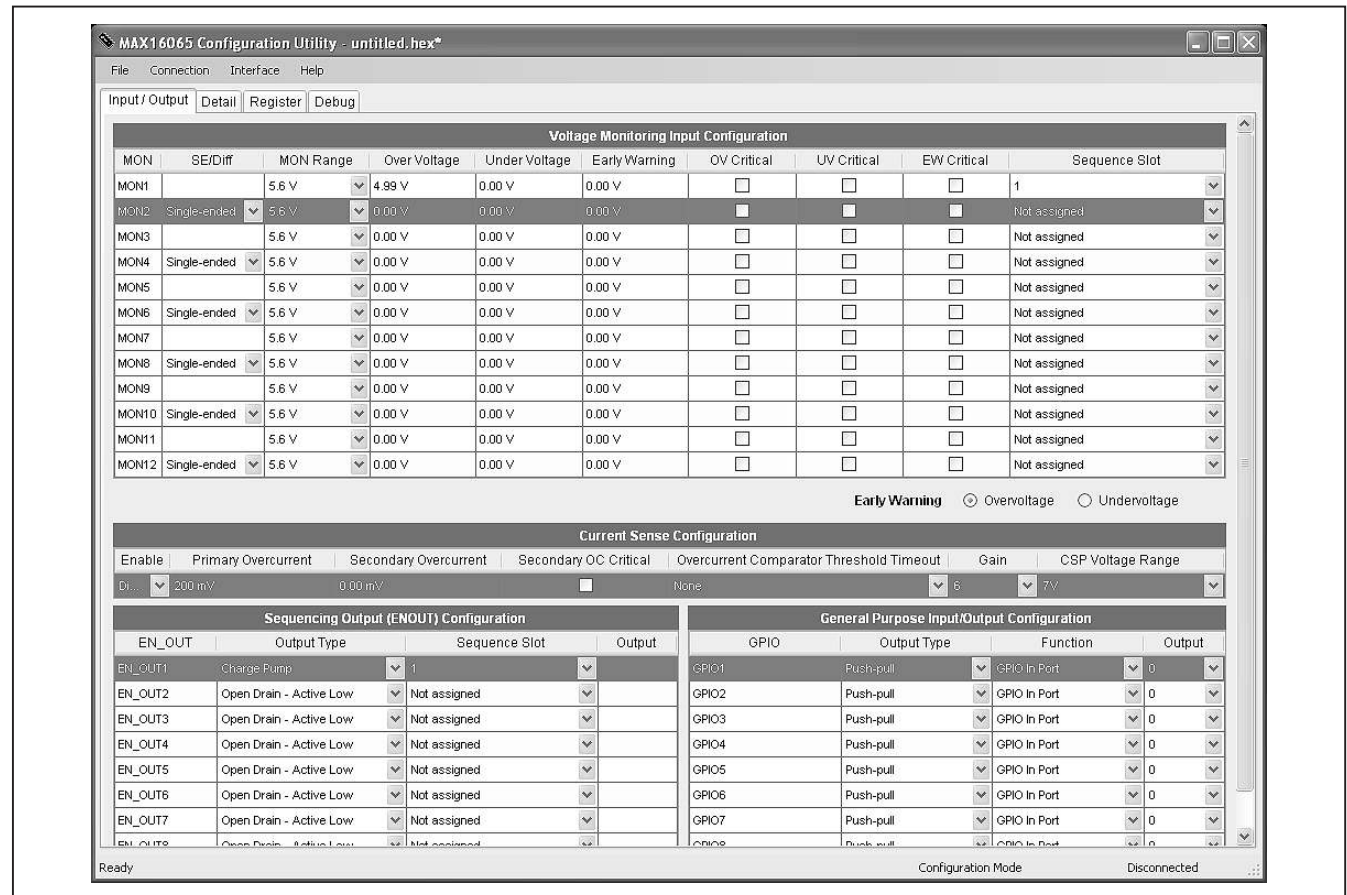 MAX16065 Configuration Utility - untitled.hex*
File Connection Interface Help
Input / Output Detail Register Debug
Voltage Monitoring Input Configuration
MON SE/Diff MON Range Over Voltage Under Voltage Early Warning OV Critical UV Critical EW Critical Sequence Slot
MON1 5.6 V 4.99 V 0.00 V 0.00 V 1
MON2 Single-ended 5.6 V 0.00 V 0.00 V 0.00 V Not assigned
MON3 5.6 V 0.00 V 0.00 V 0.00 V Not assigned
MON4 Single-ended 5.6 V 0.00 V 0.00 V 0.00 V Not assigned
MON5 5.6 V 0.00 V 0.00 V 0.00 V Not assigned
MON6 Single-ended 5.6 V 0.00 V 0.00 V 0.00 V Not assigned
MON7 5.6 V 0.00 V 0.00 V 0.00 V Not assigned
MON8 Single-ended 5.6 V 0.00 V 0.00 V 0.00 V Not assigned
MON9 5.6 V 0.00 V 0.00 V 0.00 V Not assigned
MON10 Single-ended 5.6 V 0.00 V 0.00 V 0.00 V Not assigned
MON11 5.6 V 0.00 V 0.00 V 0.00 V Not assigned
MON12 Single-ended 5.6 V 0.00 V 0.00 V 0.00 V Not assigned
Early Warning Overvoltage Undervoltage
Current Sense Configuration
Enable Primary Overcurrent Secondary Overcurrent Secondary OC Critical Overcurrent Comparator Threshold Timeout Gain CSP Voltage Range
Di... 200 mV 0.00 mV None 6 7V
Sequencing Output (ENOUT) Configuration
EN_OUT Output Type Sequence Slot Output
EN_OUT1 Charge Pump 1
EN_OUT2 Open Drain - Active Low Not assigned
EN_OUT3 Open Drain - Active Low Not assigned
EN_OUT4 Open Drain - Active Low Not assigned
EN_OUT5 Open Drain - Active Low Not assigned
EN_OUT6 Open Drain - Active Low Not assigned
EN_OUT7 Open Drain - Active Low Not assigned
EN_OUT8 Open Drain - Active Low Not assigned
General Purpose Input/Output Configuration
GPIO Output Type Function Output
GPIO1 Push-pull GPIO In Port 0
GPIO2 Push-pull GPIO In Port 0
GPIO3 Push-pull GPIO In Port 0
GPIO4 Push-pull GPIO In Port 0
GPIO5 Push-pull GPIO In Port 0
GPIO6 Push-pull GPIO In Port 0
GPIO7 Push-pull GPIO In Port 0
GPIO8 Push-pull GPIO In Port 0
Ready Configuration Mode Disconnected